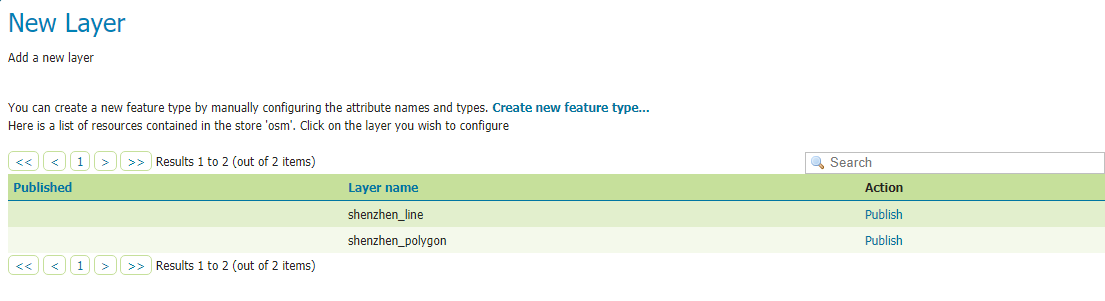 New Layer
Add a new layer
You can create a new feature type by manually configuring the attribute names and types. Create new feature type...
Here is a list of resources contained in the store 'osm'. Click on the layer you wish to configure
<< < 1 > >> Results 1 to 2 (out of 2 items) Search
Published Layer name Action
shenzhen_line Publish
shenzhen_polygon Publish
<< < 1 > >> Results 1 to 2 (out of 2 items)